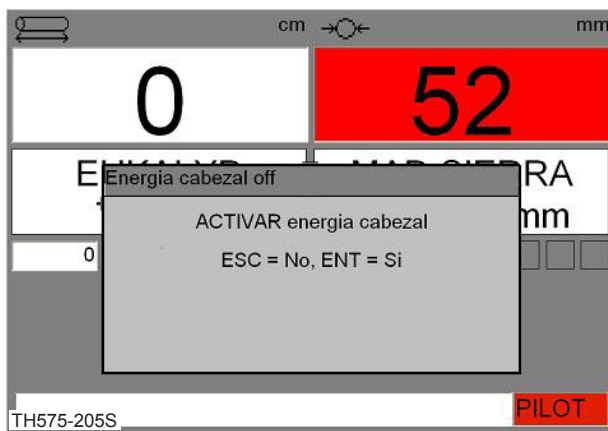 cm mm
0 52
Energia cabezal off
ACTIVAR energia cabezal
ESC = No, ENT = Si
RA
mm
0
PILOT
TH575-205S